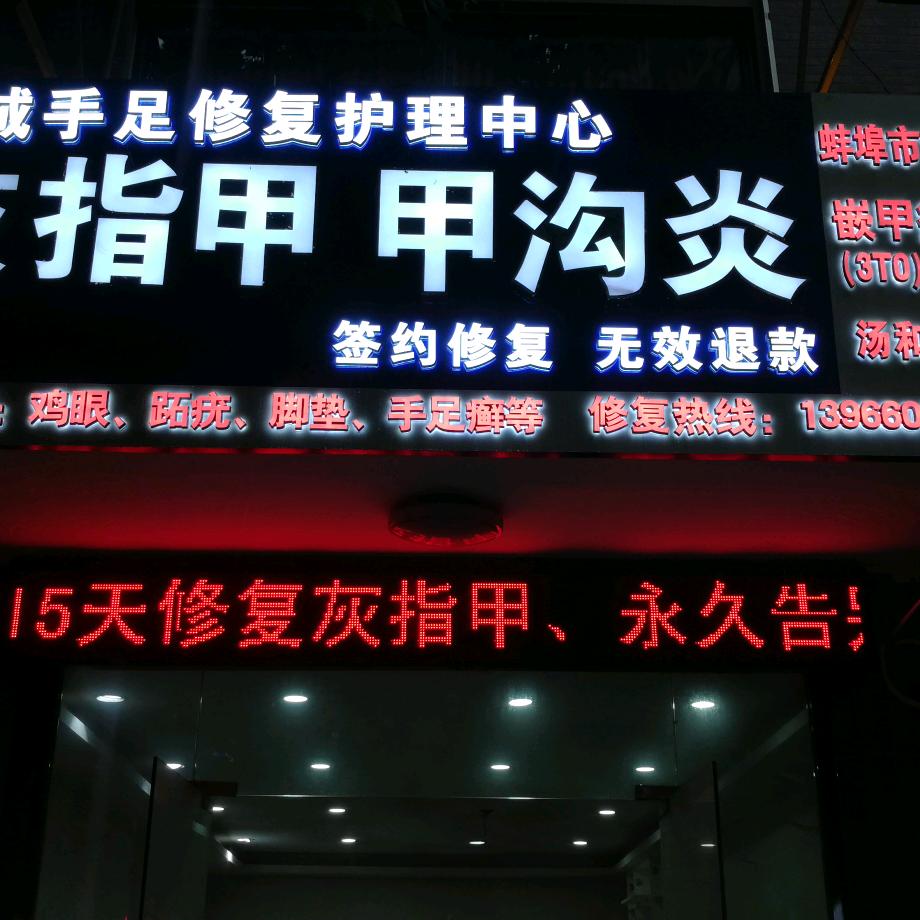 手足修复护理中心
指甲 甲沟炎
签约修复 无效退款
鸡眼、跖疣、脚垫、手足癣等 修复热线：139660
蚌埠市
嵌甲
(3TO)
汤和
15天修复灰指甲、永久告